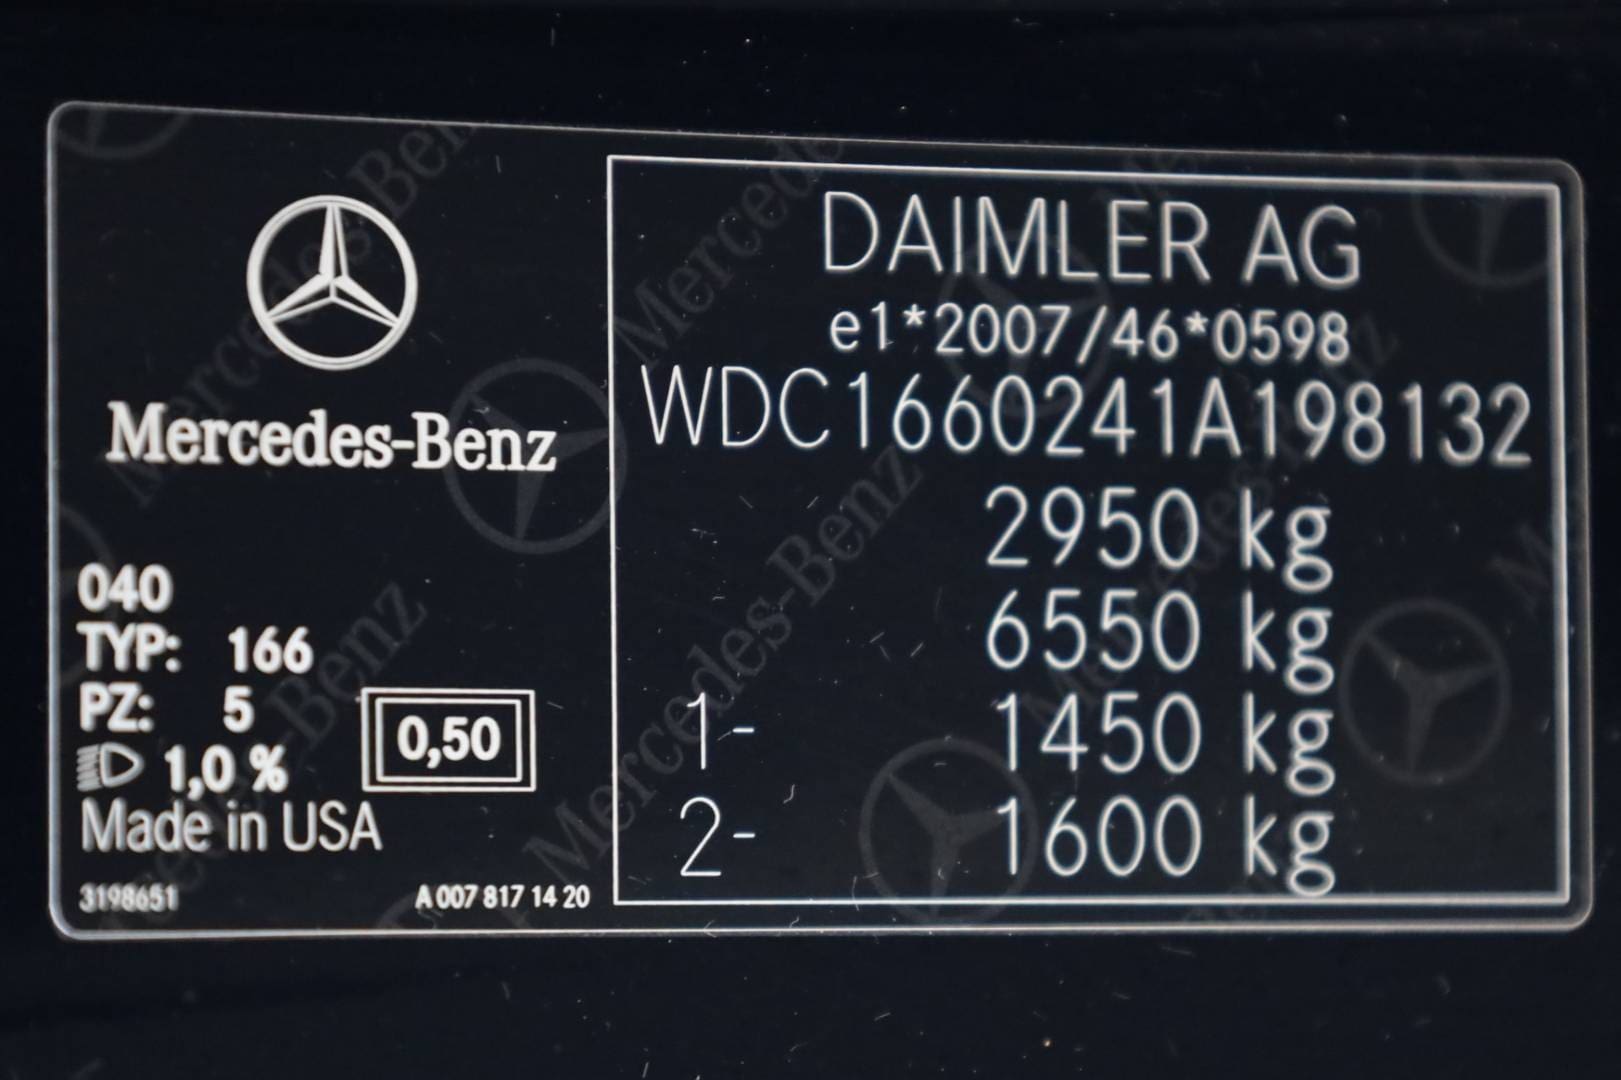 Mercedes-Benz
040
TYP: 166
PZ: 5
1,0 %
0,50
Made in USA
3198651
A 007 817 14 20
DAIMLER AG
e1*2007/46*0598
WDC1660241A198132
2950 kg
6550 kg
1- 1450 kg
2- 1600 kg